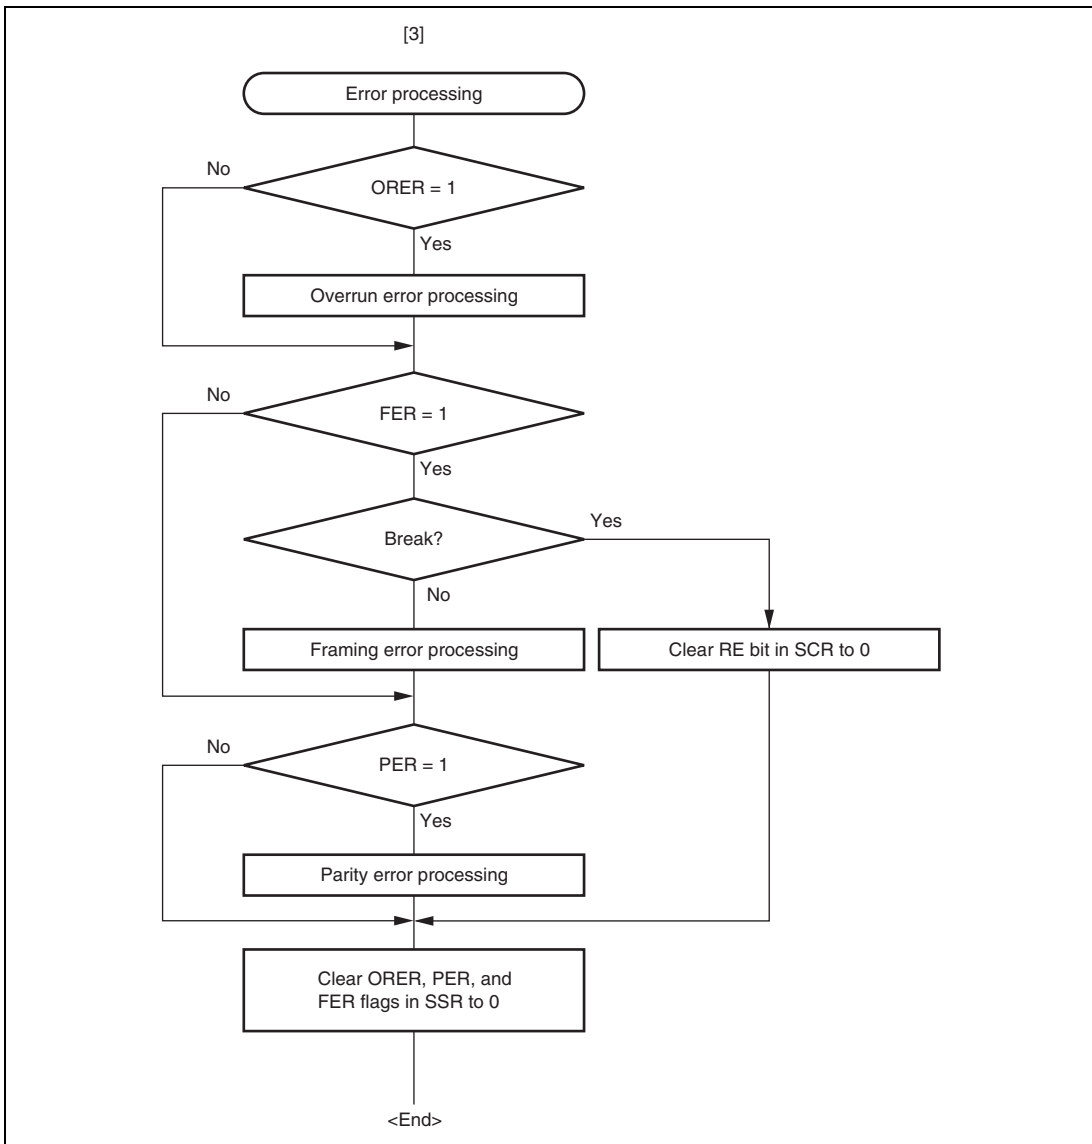 [3]
Error processing
No
ORER = 1
Yes
Overrun error processing
No
FER = 1
Yes
Break?
Yes
No
Framing error processing
Clear RE bit in SCR to 0
No
PER = 1
Yes
Parity error processing
Clear ORER, PER, and
FER flags in SSR to 0
<End>